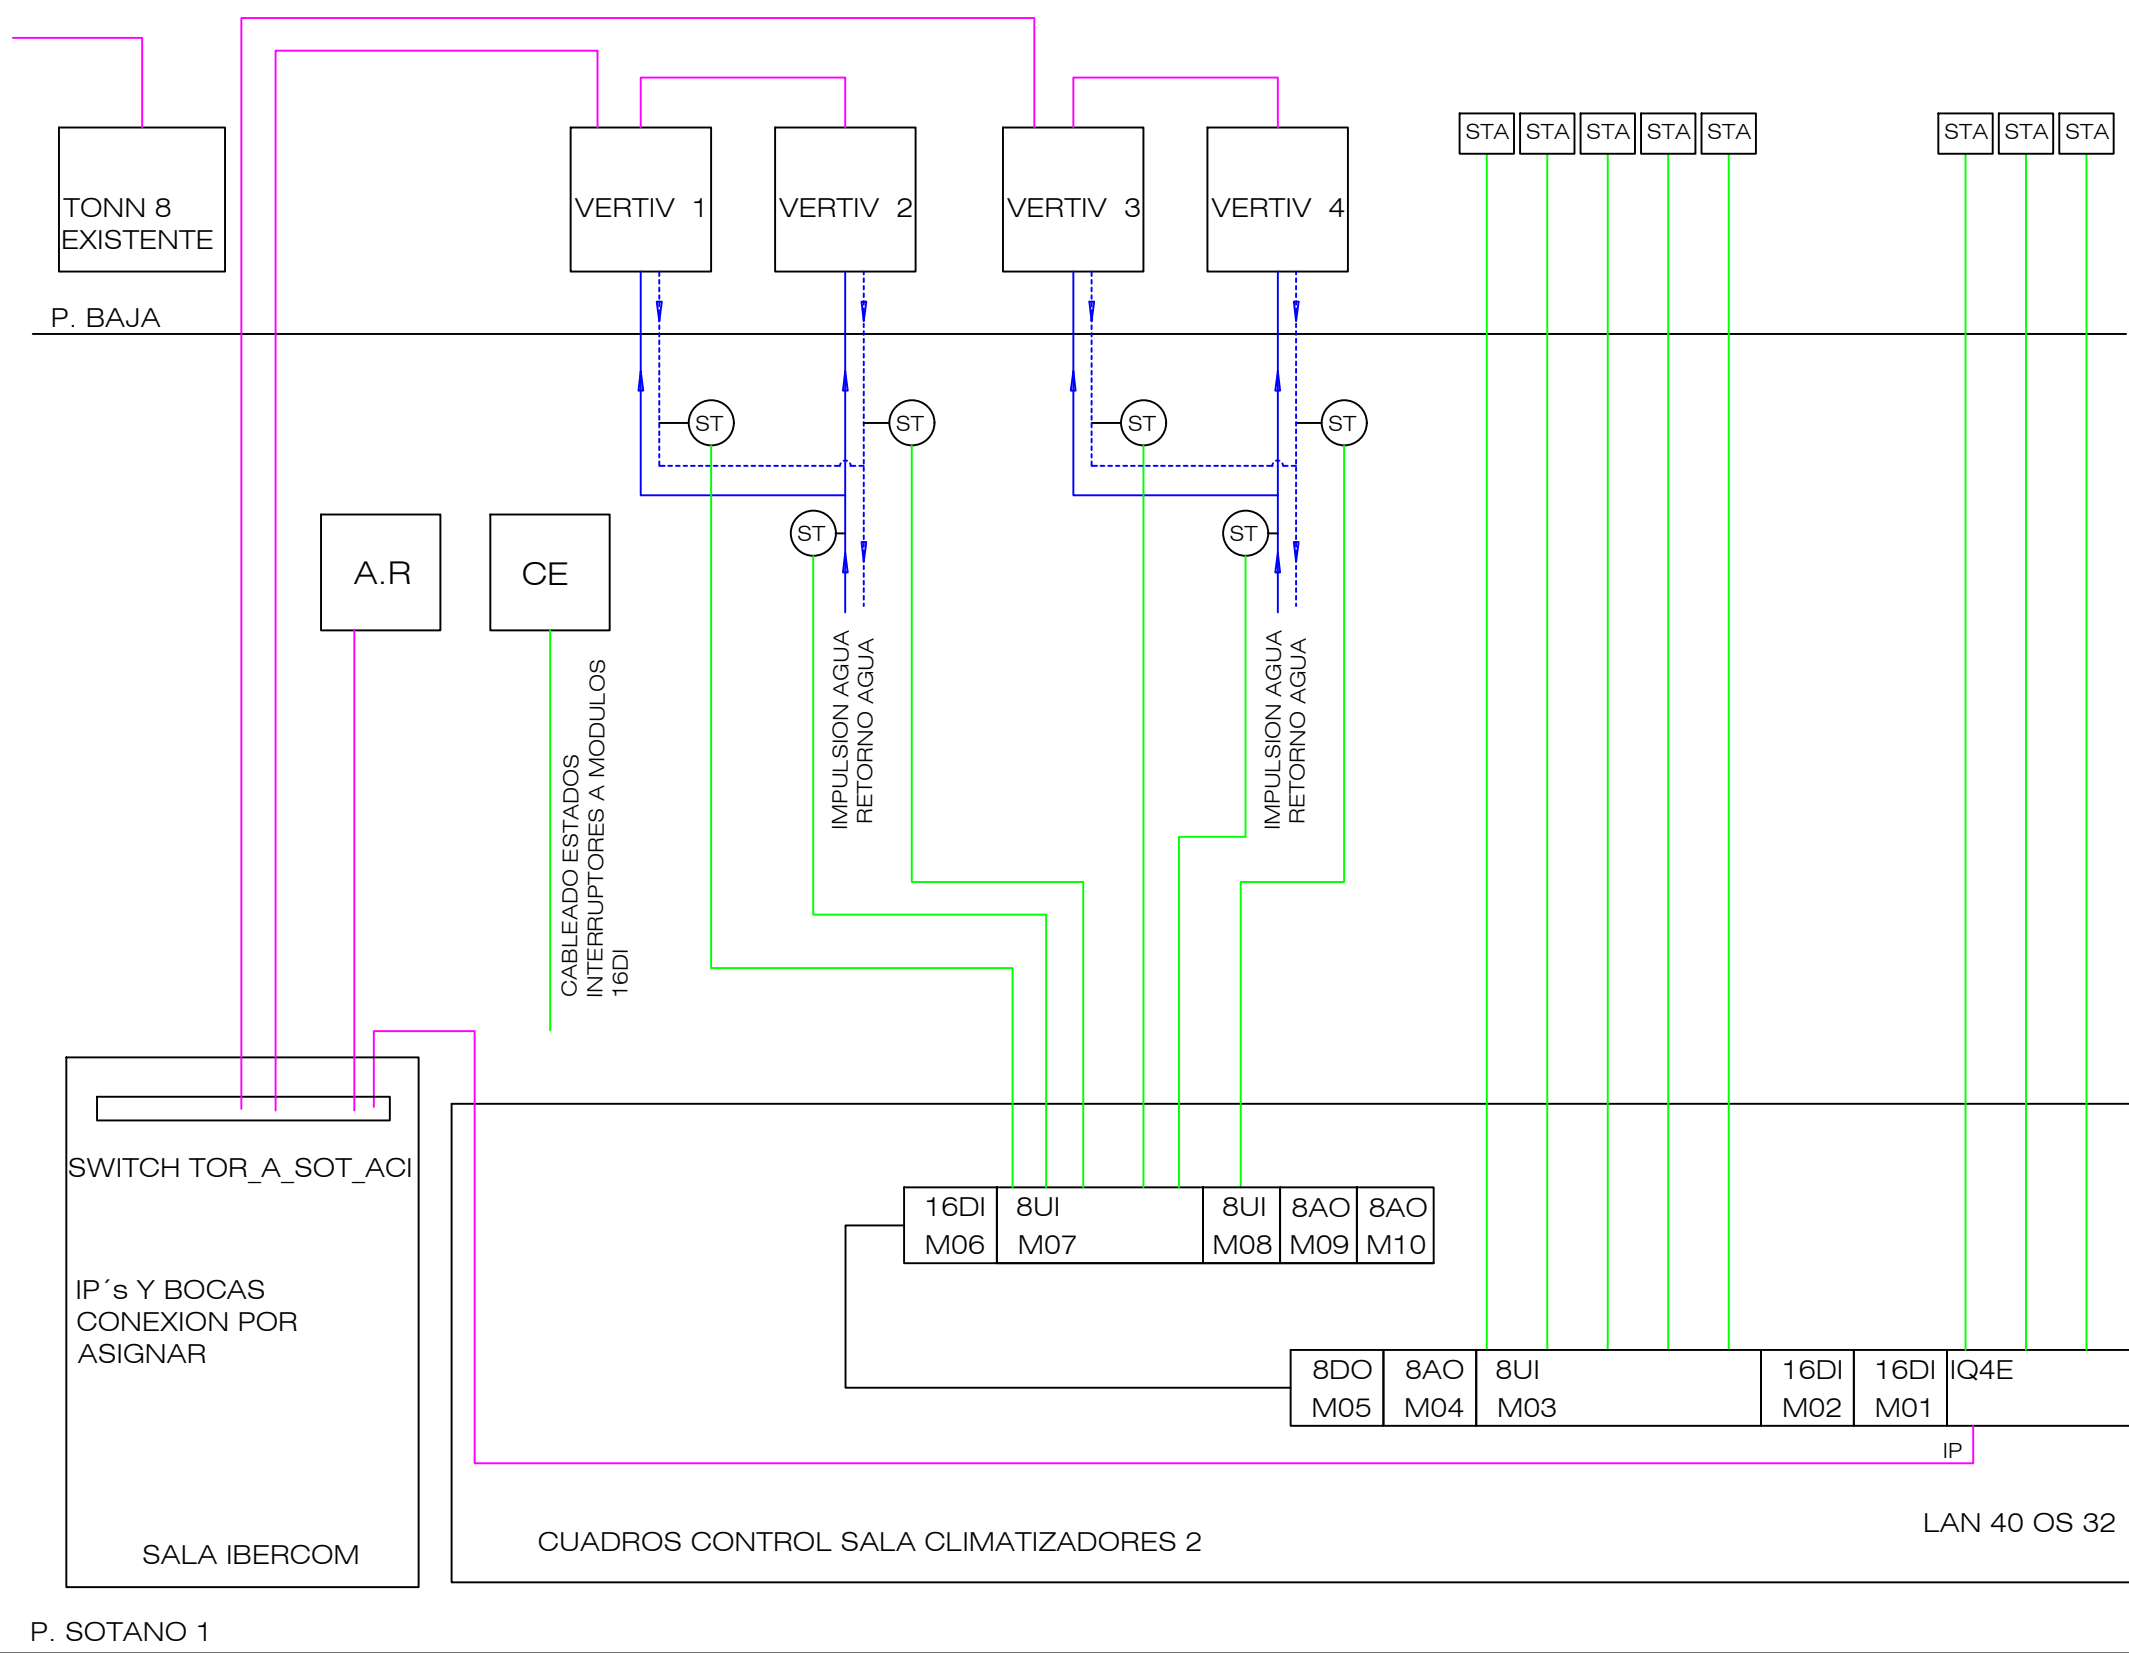 STA
STA
STA
STA
STA
STA
STA
STA
TONN 8
EXISTENTE
VERTIV 1
VERTIV 2
VERTIV 3
VERTIV 4
P. BAJA
ST
ST
ST
ST
ST
ST
A.R
CE
CABLEADO ESTADOS
INTERRUPTORES A MODULOS
16DI
IMPULSION AGUA
RETORNO AGUA
IMPULSION AGUA
RETORNO AGUA
SWITCH TOR_A_SOT_ACI
IP´s Y BOCAS
CONEXION POR
ASIGNAR
SALA IBERCOM
16DI
M06
8UI
M07
8UI
M08
8AO
M09
8AO
M10
8DO
M05
8AO
M04
8UI
M03
16DI
M02
16DI
M01
IQ4E
IP
LAN 40 OS 32
CUADROS CONTROL SALA CLIMATIZADORES 2
P. SOTANO 1